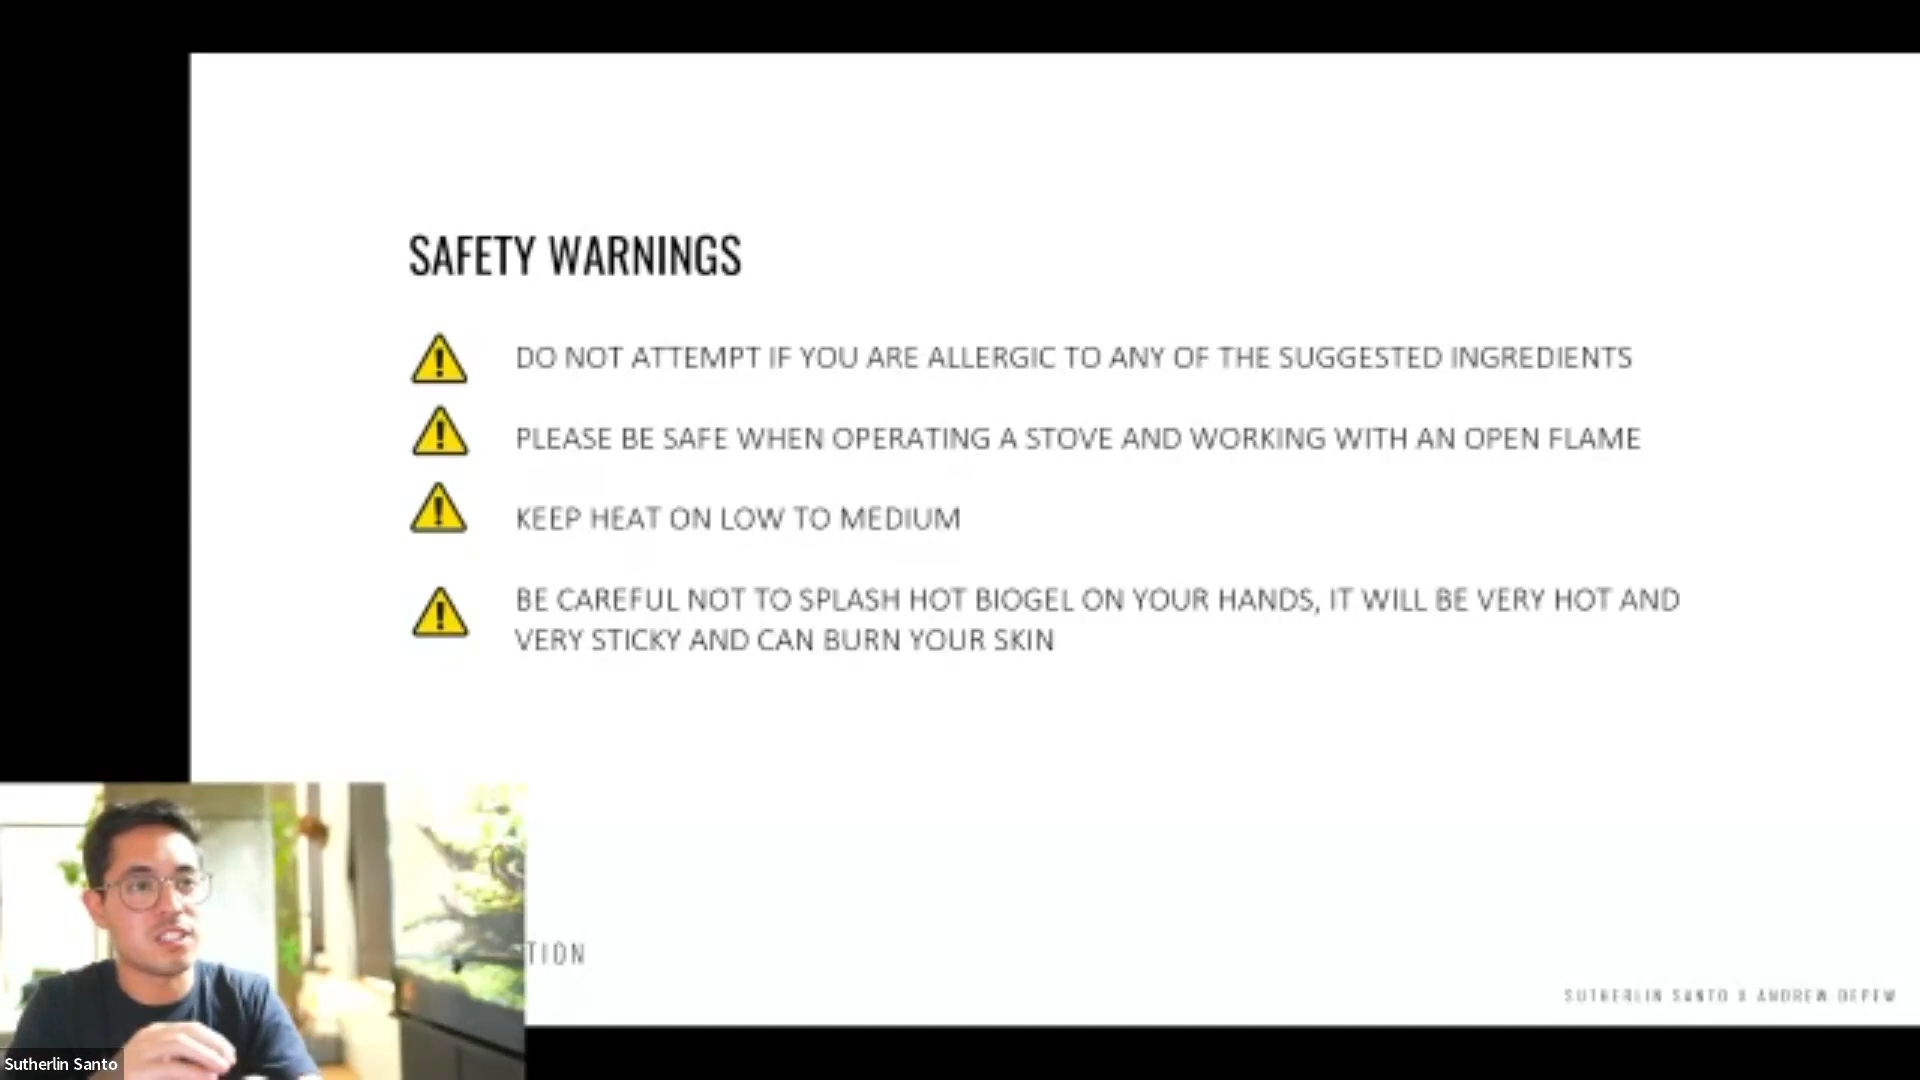 SAFETY WARNINGS
DO NOT ATTEMPT IF YOU ARE ALLERGIC TO ANY OF THE SUGGESTED INGREDIENTS
PLEASE BE SAFE WHEN OPERATING A STOVE AND WORKING WITH AN OPEN FLAME
KEEP HEAT ON LOW TO MEDIUM
BE CAREFUL NOT TO SPLASH HOT BIOGEL ON YOUR HANDS, IT WILL BE VERY HOT AND
VERY STICKY AND CAN BURN YOUR SKIN
TION
SUTHERLIN SANTO X ANDREW DEPEW
Sutherlin Santo